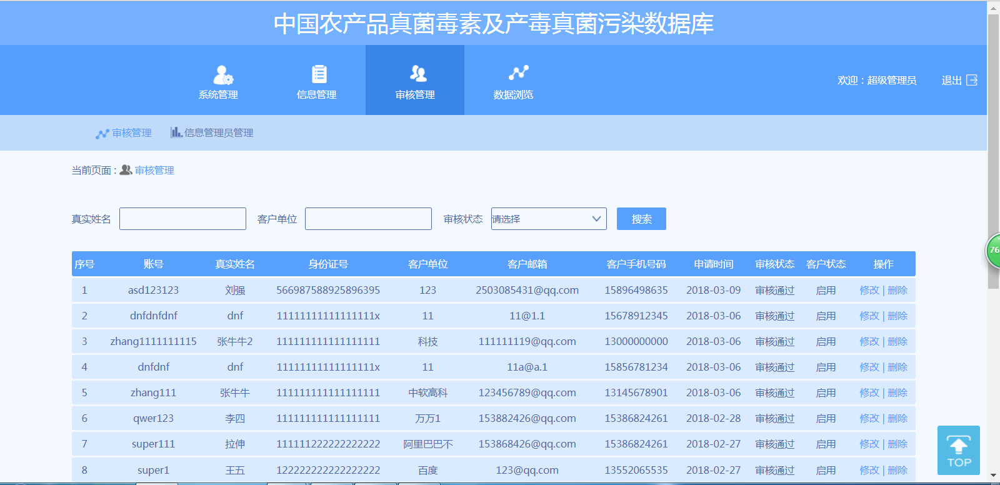 中国农产品真菌毒素及产毒真菌污染数据库
系统管理 信息管理 审核管理 数据浏览 欢迎：超级管理员 退出
审核管理 信息管理员管理
当前页面：审核管理
真实姓名 客户单位 审核状态 请选择 搜索
序号 账号 真实姓名 身份证号 客户单位 客户邮箱 客户手机号码 申请时间 审核状态 客户状态 操作
1 asd123123 刘强 566987588925896395 123 2503085431@qq.com 15896498635 2018-03-09 审核通过 启用 修改 | 删除
2 dnfdnfdnf dnf 11111111111111111x 11 11@1.1 15678912345 2018-03-06 审核通过 启用 修改 | 删除
3 zhang1111111115 张牛牛2 111111111111111111 科技 111111119@qq.com 13000000000 2018-03-06 审核通过 启用 修改 | 删除
4 dnfdnf dnf 11111111111111111x 11 11a@a.1 15856781234 2018-03-06 审核通过 启用 修改 | 删除
5 zhang111 张牛牛 111111111111111111 中软高科 123456789@qq.com 13145678901 2018-03-06 审核通过 启用 修改 | 删除
6 qwer123 李四 111111111111111111 万万1 153882426@qq.com 15386824261 2018-02-28 审核通过 启用 修改 | 删除
7 super111 拉伸 111111222222222222 阿里巴巴不 153868426@qq.com 15386824261 2018-02-27 审核通过 启用 修改 | 删除
8 super1 王五 122222222222222222 百度 123@qq.com 13552065535 2018-02-27 审核通过 启用 修改 | 删除
76
TOP